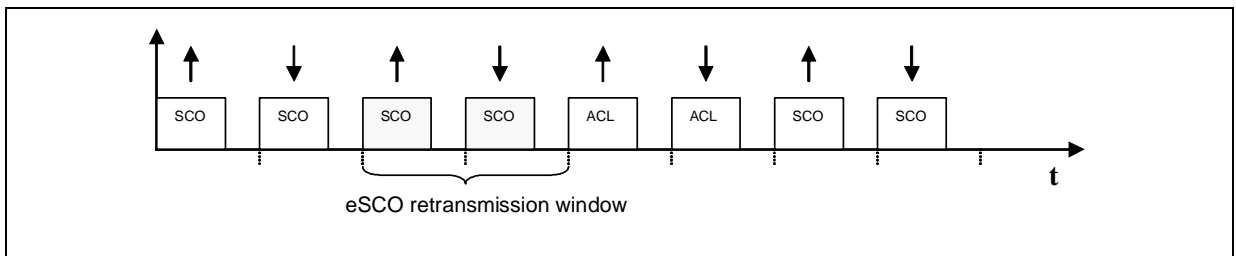 SCO SCO SCO SCO ACL ACL SCO SCO
t
eSCO retransmission window